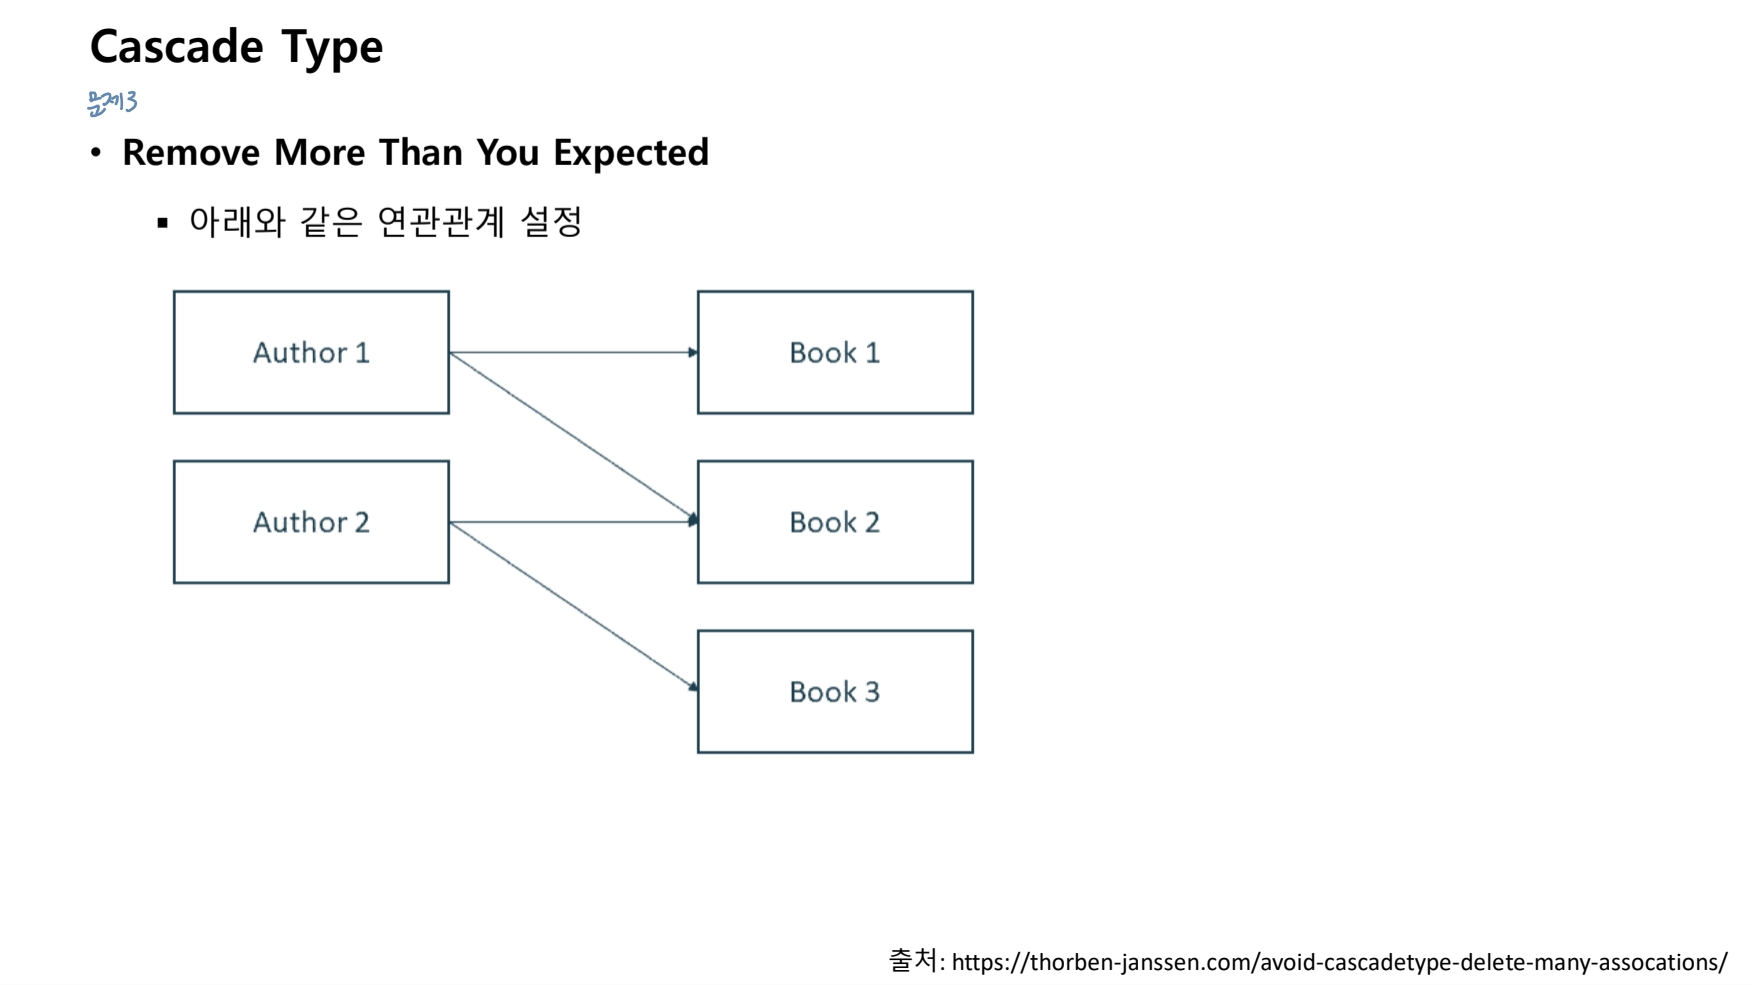 Cascade Type
문제3
• Remove More Than You Expected
▪ 아래와 같은 연관관계 설정
Author 1
Book 1
Author 2
Book 2
Book 3
출처: https://thorben-janssen.com/avoid-cascadetype-delete-many-assocations/